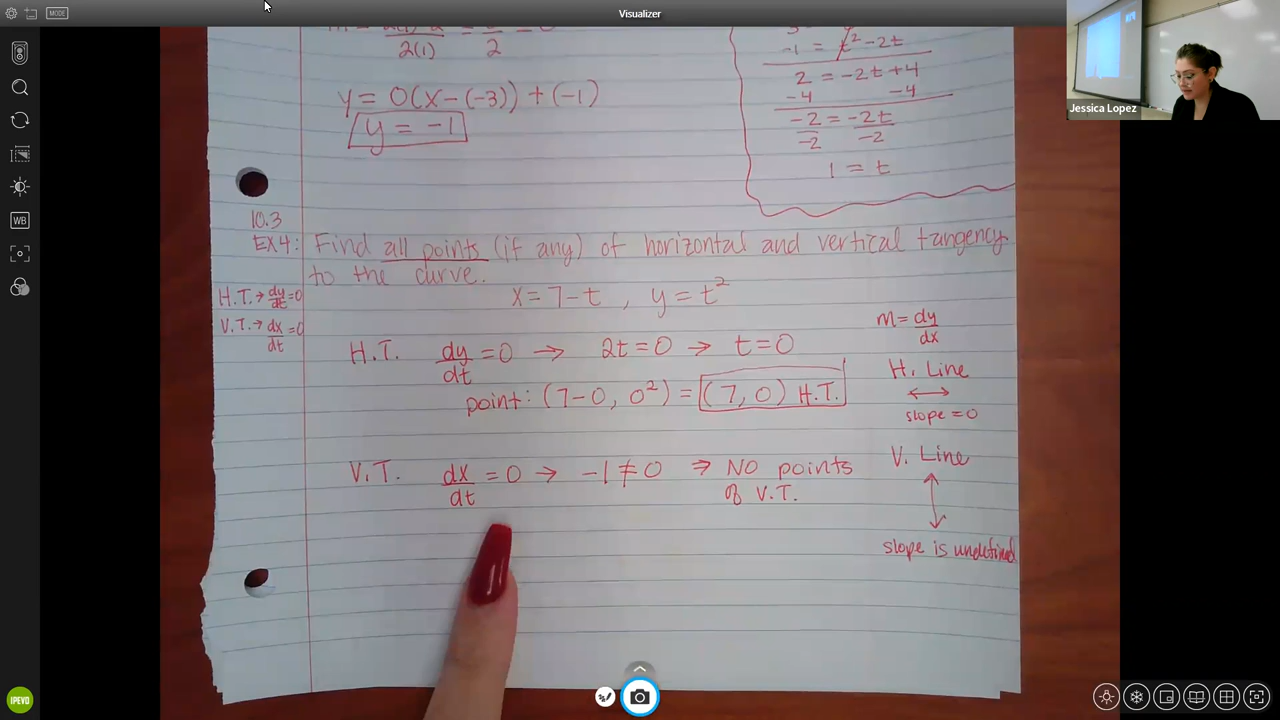 MODE
Visualizer
Jessica Lopez
2(1) 2
y = 0(x-(-3)) + (-1)
y = -1
-1 = t² -2t
2 = -2t + 4
-4 -4
-2 = -2t
-2 -2
1 = t
10.3
EX4: Find all points (if any) of horizontal and vertical tangency
to the curve.
x = 7 - t , y = t²
H.T. → dy/dt = 0
V.T. → dx/dt = 0
m = dy/dx
H.T. dy/dt = 0 → 2t = 0 → t = 0
point: (7-0, 0²) = (7, 0) H.T.
H. Line
slope = 0
V.T. dx/dt = 0 → -1 ≠ 0 ⇒ NO points
of V.T.
V. Line
slope is undefined
WB
IPEVO